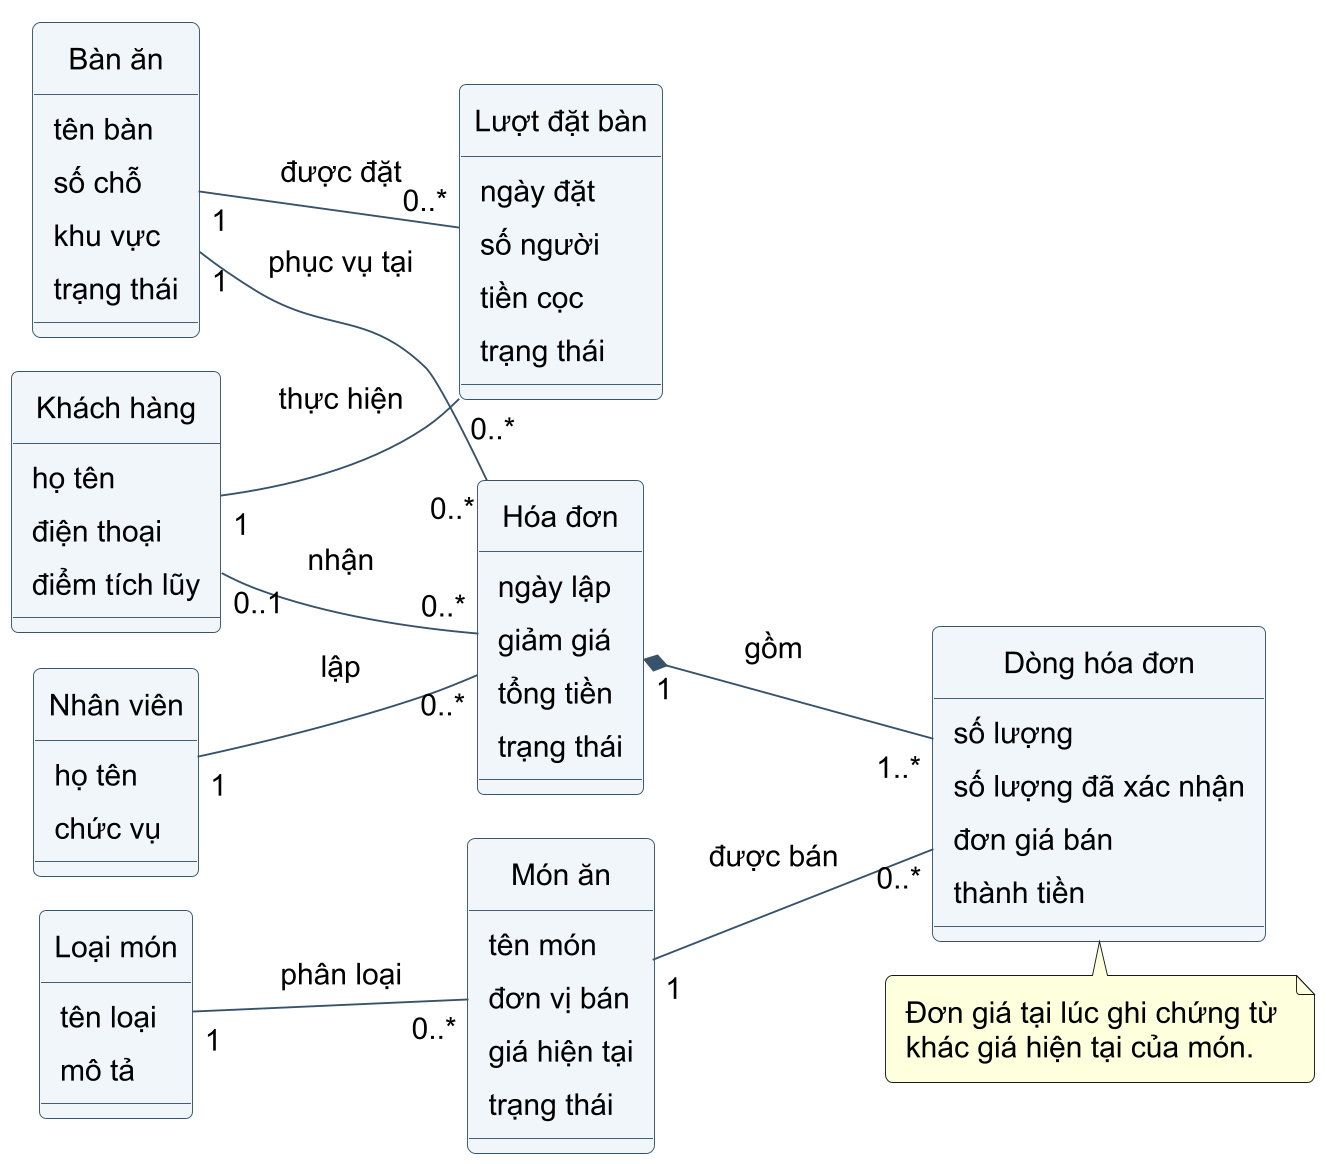 Bàn ăn
tên bàn
số chỗ
khu vực
trạng thái
được đặt
1
0..*
phục vụ tại
1
0..*
Lượt đặt bàn
ngày đặt
số người
tiền cọc
trạng thái
Khách hàng
họ tên
điện thoại
điểm tích lũy
thực hiện
1
0..*
nhận
0..1
0..*
Hóa đơn
ngày lập
giảm giá
tổng tiền
trạng thái
Nhân viên
họ tên
chức vụ
lập
1
0..*
gồm
1
1..*
Dòng hóa đơn
số lượng
số lượng đã xác nhận
đơn giá bán
thành tiền
Loại món
tên loại
mô tả
phân loại
1
0..*
Món ăn
tên món
đơn vị bán
giá hiện tại
trạng thái
được bán
1
0..*
Đơn giá tại lúc ghi chứng từ
khác giá hiện tại của món.